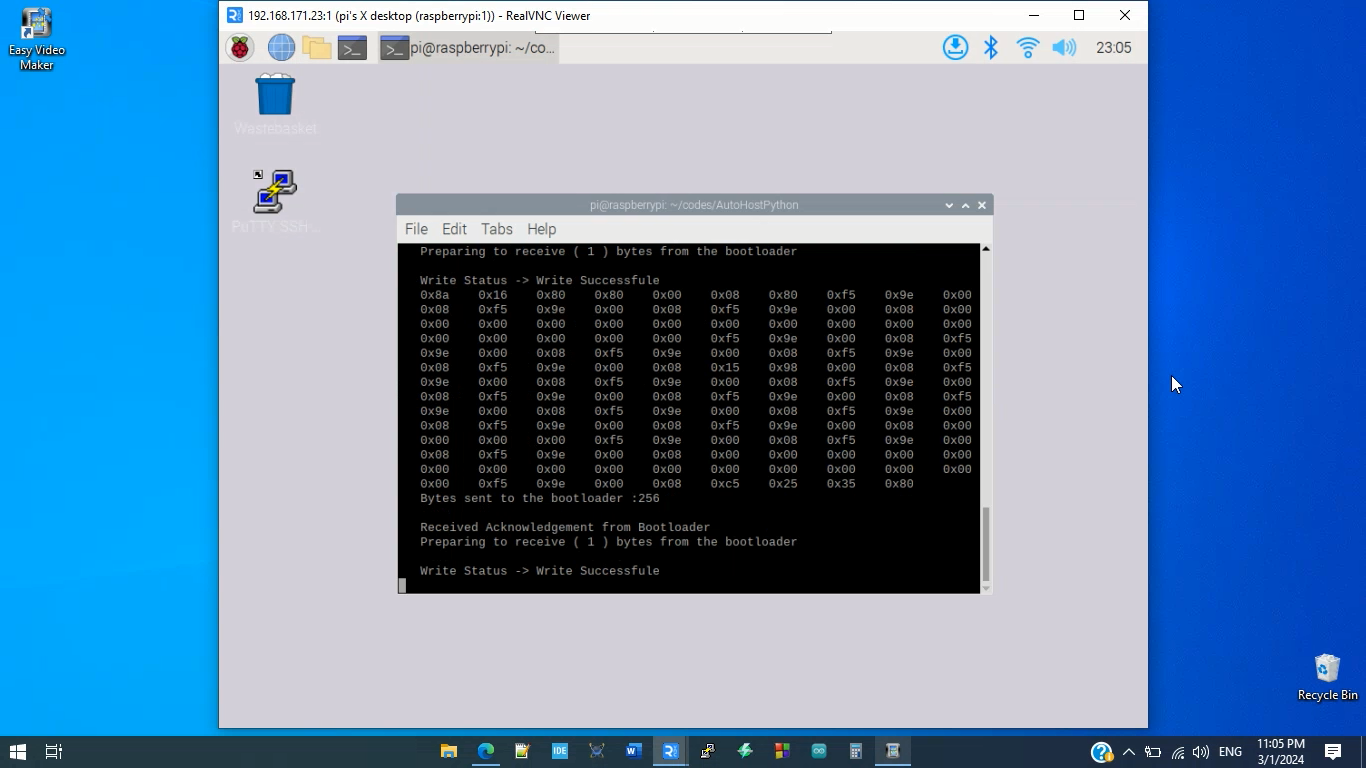 Easy Video
Maker
192.168.171.23:1 (pi's X desktop (raspberrypi:1)) - RealVNC Viewer
pi@raspberrypi: ~/co...
23:05
Wastebasket
PuTTY SSH ...
pi@raspberrypi: ~/codes/AutoHostPython
File Edit Tabs Help
Preparing to receive ( 1 ) bytes from the bootloader
Write Status -> Write Successfule
0x8a 0x16 0x80 0x80 0x00 0x08 0x80 0xf5 0x9e 0x00
0x08 0xf5 0x9e 0x00 0x08 0xf5 0x9e 0x00 0x08 0x00
0x00 0x00 0x00 0x00 0x00 0x00 0x00 0x00 0x00 0x00
0x00 0x00 0x00 0x00 0x00 0xf5 0x9e 0x00 0x08 0xf5
0x9e 0x00 0x08 0xf5 0x9e 0x00 0x08 0xf5 0x9e 0x00
0x08 0xf5 0x9e 0x00 0x08 0x15 0x98 0x00 0x08 0xf5
0x9e 0x00 0x08 0xf5 0x9e 0x00 0x08 0xf5 0x9e 0x00
0x08 0xf5 0x9e 0x00 0x08 0xf5 0x9e 0x00 0x08 0xf5
0x9e 0x00 0x08 0xf5 0x9e 0x00 0x08 0xf5 0x9e 0x00
0x08 0xf5 0x9e 0x00 0x08 0xf5 0x9e 0x00 0x08 0x00
0x00 0x00 0x00 0xf5 0x9e 0x00 0x08 0xf5 0x9e 0x00
0x08 0xf5 0x9e 0x00 0x08 0x00 0x00 0x00 0x00 0x00
0x00 0x00 0x00 0x00 0x00 0x00 0x00 0x00 0x00 0x00
0x00 0xf5 0x9e 0x00 0x08 0xc5 0x25 0x35 0x80
Bytes sent to the bootloader :256
Received Acknowledgement from Bootloader
Preparing to receive ( 1 ) bytes from the bootloader
Write Status -> Write Successfule
Recycle Bin
IDE
ENG
11:05 PM
3/1/2024